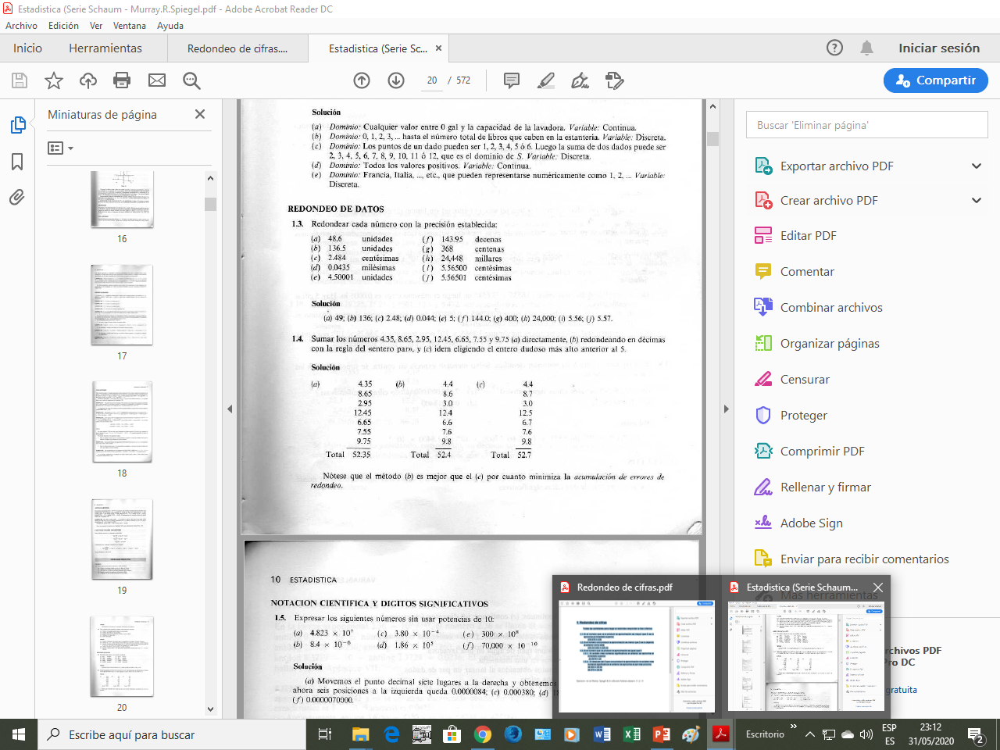 Estadistica (Serie Schaum - Murray.R.Spiegel.pdf - Adobe Acrobat Reader DC
Archivo Edición Ver Ventana Ayuda
Inicio Herramientas Redondeo de cifras.... Estadistica (Serie Sc... × Iniciar sesión
20 / 572 Compartir
Miniaturas de página
16
17
18
19
20
Solución
(a) Dominio: Cualquier valor entre 0 gal y la capacidad de la lavadora. Variable: Continua.
(b) Dominio: 0, 1, 2, 3, ... hasta el número total de libros que caben en la estantería. Variable: Discreta.
(c) Dominio: Los puntos de un dado pueden ser 1, 2, 3, 4, 5 ó 6. Luego la suma de dos dados puede ser
2, 3, 4, 5, 6, 7, 8, 9, 10, 11 ó 12, que es el dominio de S. Variable: Discreta.
(d) Dominio: Todos los valores positivos. Variable: Continua.
(e) Dominio: Francia, Italia, ..., etc., que pueden representarse numéricamente como 1, 2, ... Variable:
Discreta.
REDONDEO DE DATOS
1.3. Redondear cada número con la precisión establecida:
(a) 48.6 unidades (f) 143.95 decenas
(b) 136.5 unidades (g) 368 centenas
(c) 2.484 centésimas (h) 24,448 millares
(d) 0.0435 milésimas (i) 5.56500 centésimas
(e) 4.50001 unidades (j) 5.56501 centésimas
Solución
(a) 49; (b) 136; (c) 2.48; (d) 0.044; (e) 5; (f) 144.0; (g) 400; (h) 24,000; (i) 5.56; (j) 5.57.
1.4. Sumar los números 4.35, 8.65, 2.95, 12.45, 6.65, 7.55 y 9.75 (a) directamente, (b) redondeando en décimas
con la regla del «entero par», y (c) idem eligiendo el entero dudoso más alto anterior al 5.
Solución
(a) 4.35 (b) 4.4 (c) 4.4
8.65 8.6 8.7
2.95 3.0 3.0
12.45 12.4 12.5
6.65 6.6 6.7
7.55 7.6 7.6
9.75 9.8 9.8
Total 52.35 Total 52.4 Total 52.7
Nótese que el método (b) es mejor que el (c) por cuanto minimiza la acumulación de errores de
redondeo.
10 ESTADISTICA
NOTACION CIENTIFICA Y DIGITOS SIGNIFICATIVOS
1.5. Expresar los siguientes números sin usar potencias de 10:
(a) 4.823 × 10⁷ (c) 3.80 × 10⁻⁴ (e) 300 × 10⁸
(b) 8.4 × 10⁻⁶ (d) 1.86 × 10⁵ (f) 70,000 × 10⁻¹⁰
Solución
(a) Movemos el punto decimal siete lugares a la derecha y obtenemos
ahora seis posiciones a la izquierda queda 0.0000084; (c) 0.000380; (d)
(f) 0.0000070900.
Buscar 'Eliminar página'
Exportar archivo PDF
Crear archivo PDF
Editar PDF
Comentar
Combinar archivos
Organizar páginas
Censurar
Proteger
Comprimir PDF
Rellenar y firmar
Adobe Sign
Enviar para recibir comentarios
Más herramientas
rchivos PDF
ro DC
gratuita
Redondeo de cifras.pdf
Estadistica (Serie Schaum...
Escribe aquí para buscar
Escritorio
ESP
ES
23:12
31/05/2020
2